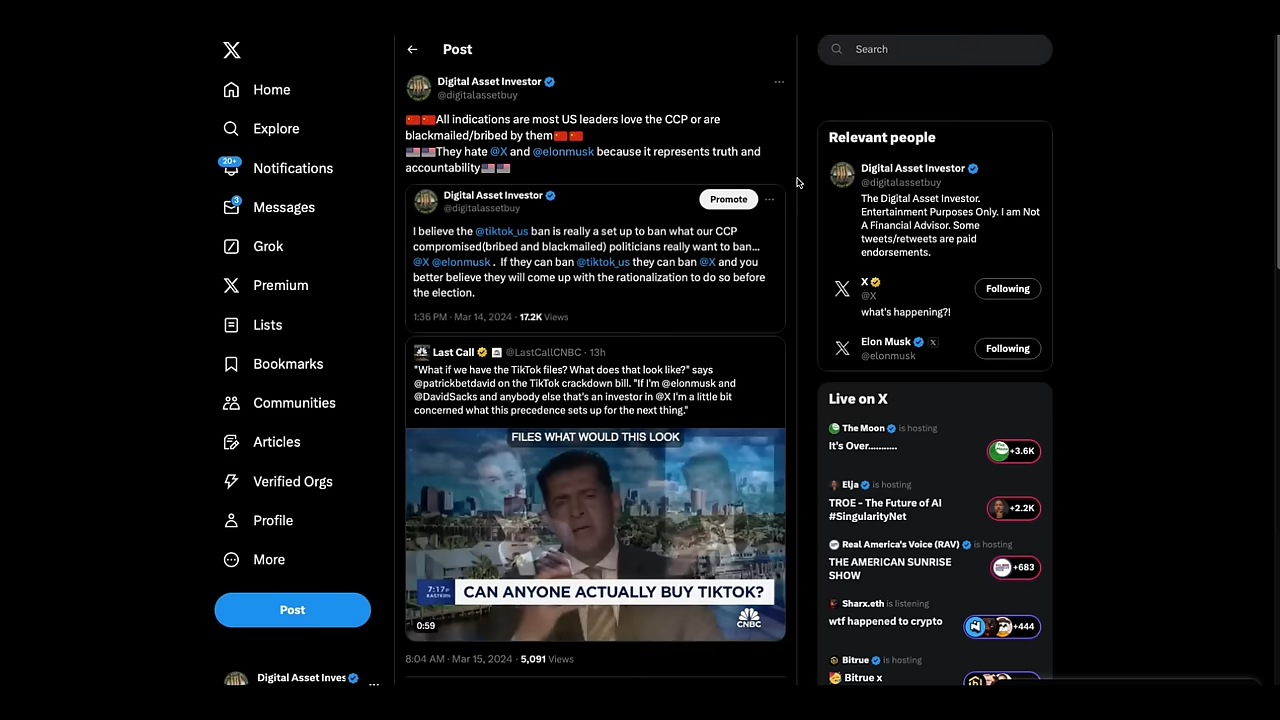 Home
Explore
20+
Notifications
3
Messages
Grok
Premium
Lists
Bookmarks
Communities
Articles
Verified Orgs
Profile
More
Post
Digital Asset Inves
Post
Digital Asset Investor
@digitalassetbuy
All indications are most US leaders love the CCP or are
blackmailed/bribed by them
They hate @X and @elonmusk because it represents truth and
accountability
Digital Asset Investor
@digitalassetbuy
Promote
I believe the @tiktok_us ban is really a set up to ban what our CCP
compromised(bribed and blackmailed) politicians really want to ban...
@X @elonmusk . If they can ban @tiktok_us they can ban @X and you
better believe they will come up with the rationalization to do so before
the election.
1:36 PM · Mar 14, 2024 · 17.2K Views
Last Call @LastCallCNBC · 13h
"What if we have the TikTok files? What does that look like?" says
@patrickbetdavid on the TikTok crackdown bill. "If I'm @elonmusk and
@DavidSacks and anybody else that's an investor in @X I'm a little bit
concerned what this precedence sets up for the next thing."
FILES WHAT WOULD THIS LOOK
7:17P
EASTERN
CAN ANYONE ACTUALLY BUY TIKTOK?
0:59
CNBC
8:04 AM · Mar 15, 2024 · 5,091 Views
Search
Relevant people
Digital Asset Investor
@digitalassetbuy
The Digital Asset Investor.
Entertainment Purposes Only. I am Not
A Financial Advisor. Some
tweets/retweets are paid
endorsements.
X
@X
Following
what's happening?!
Elon Musk
@elonmusk
Following
Live on X
The Moon is hosting
It's Over...........
+3.6K
Elja is hosting
TROE - The Future of AI
#SingularityNet
+2.2K
Real America's Voice (RAV) is hosting
THE AMERICAN SUNRISE
SHOW
+683
Sharx.eth is listening
wtf happened to crypto
+444
Bitrue is hosting
Bitrue x